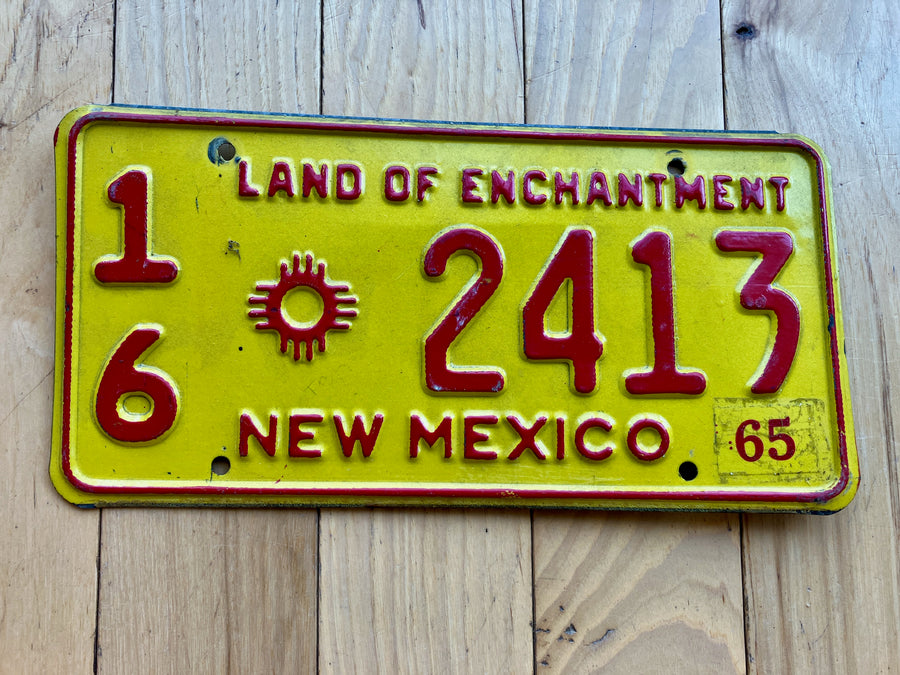 LAND OF ENCHANTMENT
1
6
2413
NEW MEXICO
65